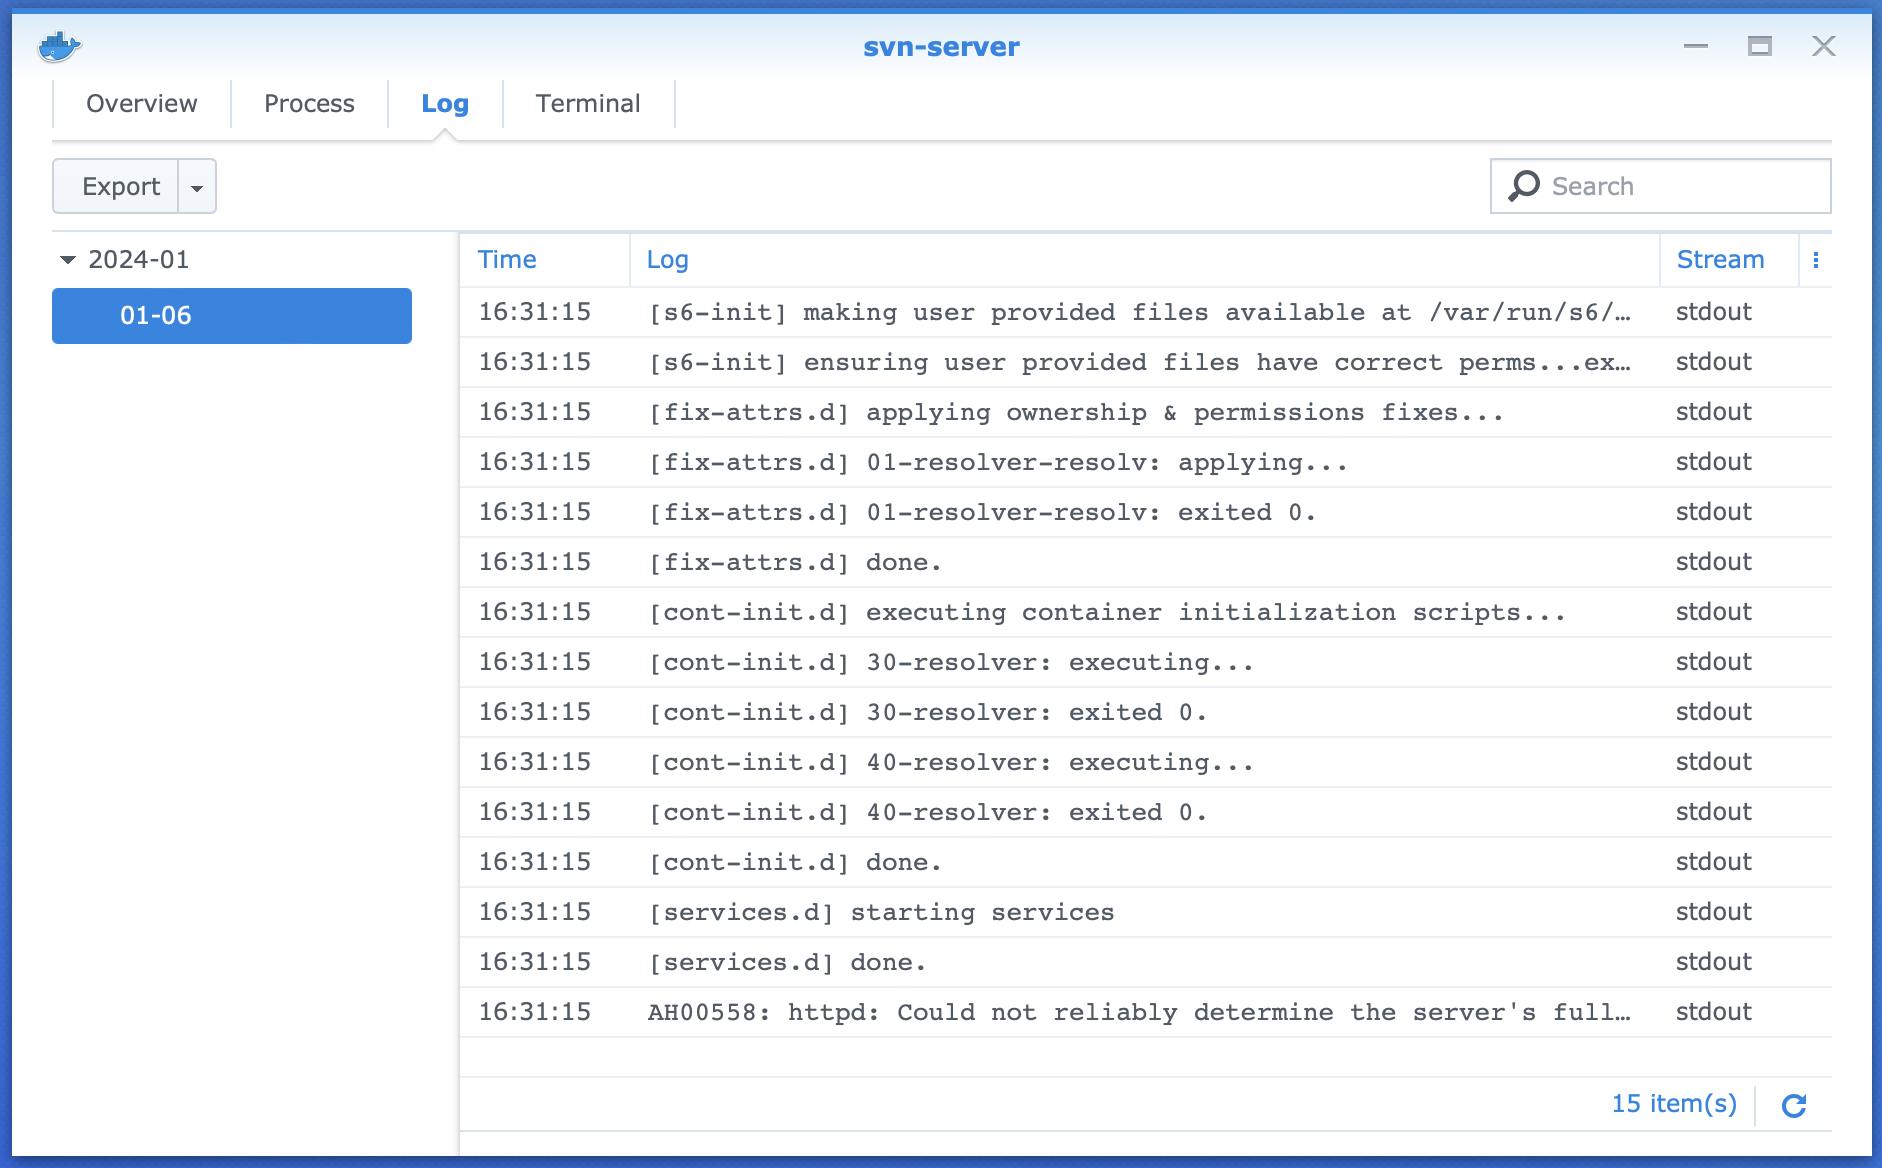 svn-server
Overview Process Log Terminal
Export Search
2024-01
01-06
Time Log Stream
16:31:15 [s6-init] making user provided files available at /var/run/s6/… stdout
16:31:15 [s6-init] ensuring user provided files have correct perms...ex… stdout
16:31:15 [fix-attrs.d] applying ownership & permissions fixes... stdout
16:31:15 [fix-attrs.d] 01-resolver-resolv: applying... stdout
16:31:15 [fix-attrs.d] 01-resolver-resolv: exited 0. stdout
16:31:15 [fix-attrs.d] done. stdout
16:31:15 [cont-init.d] executing container initialization scripts... stdout
16:31:15 [cont-init.d] 30-resolver: executing... stdout
16:31:15 [cont-init.d] 30-resolver: exited 0. stdout
16:31:15 [cont-init.d] 40-resolver: executing... stdout
16:31:15 [cont-init.d] 40-resolver: exited 0. stdout
16:31:15 [cont-init.d] done. stdout
16:31:15 [services.d] starting services stdout
16:31:15 [services.d] done. stdout
16:31:15 AH00558: httpd: Could not reliably determine the server's full… stdout
15 item(s)